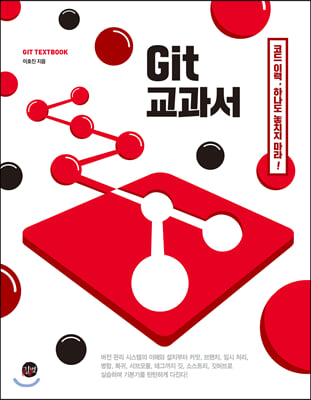 GIT TEXTBOOK
이호진 지음
Git
교과서
코드 이력, 하나도 놓치지 마라!
버전 관리 시스템의 이해와 설치부터 커밋, 브랜치, 임시 처리,
병합, 복귀, 서브모듈, 태그까지 깃, 소스트리, 깃허브로
실습하며 기본기를 탄탄하게 다진다!
길벗